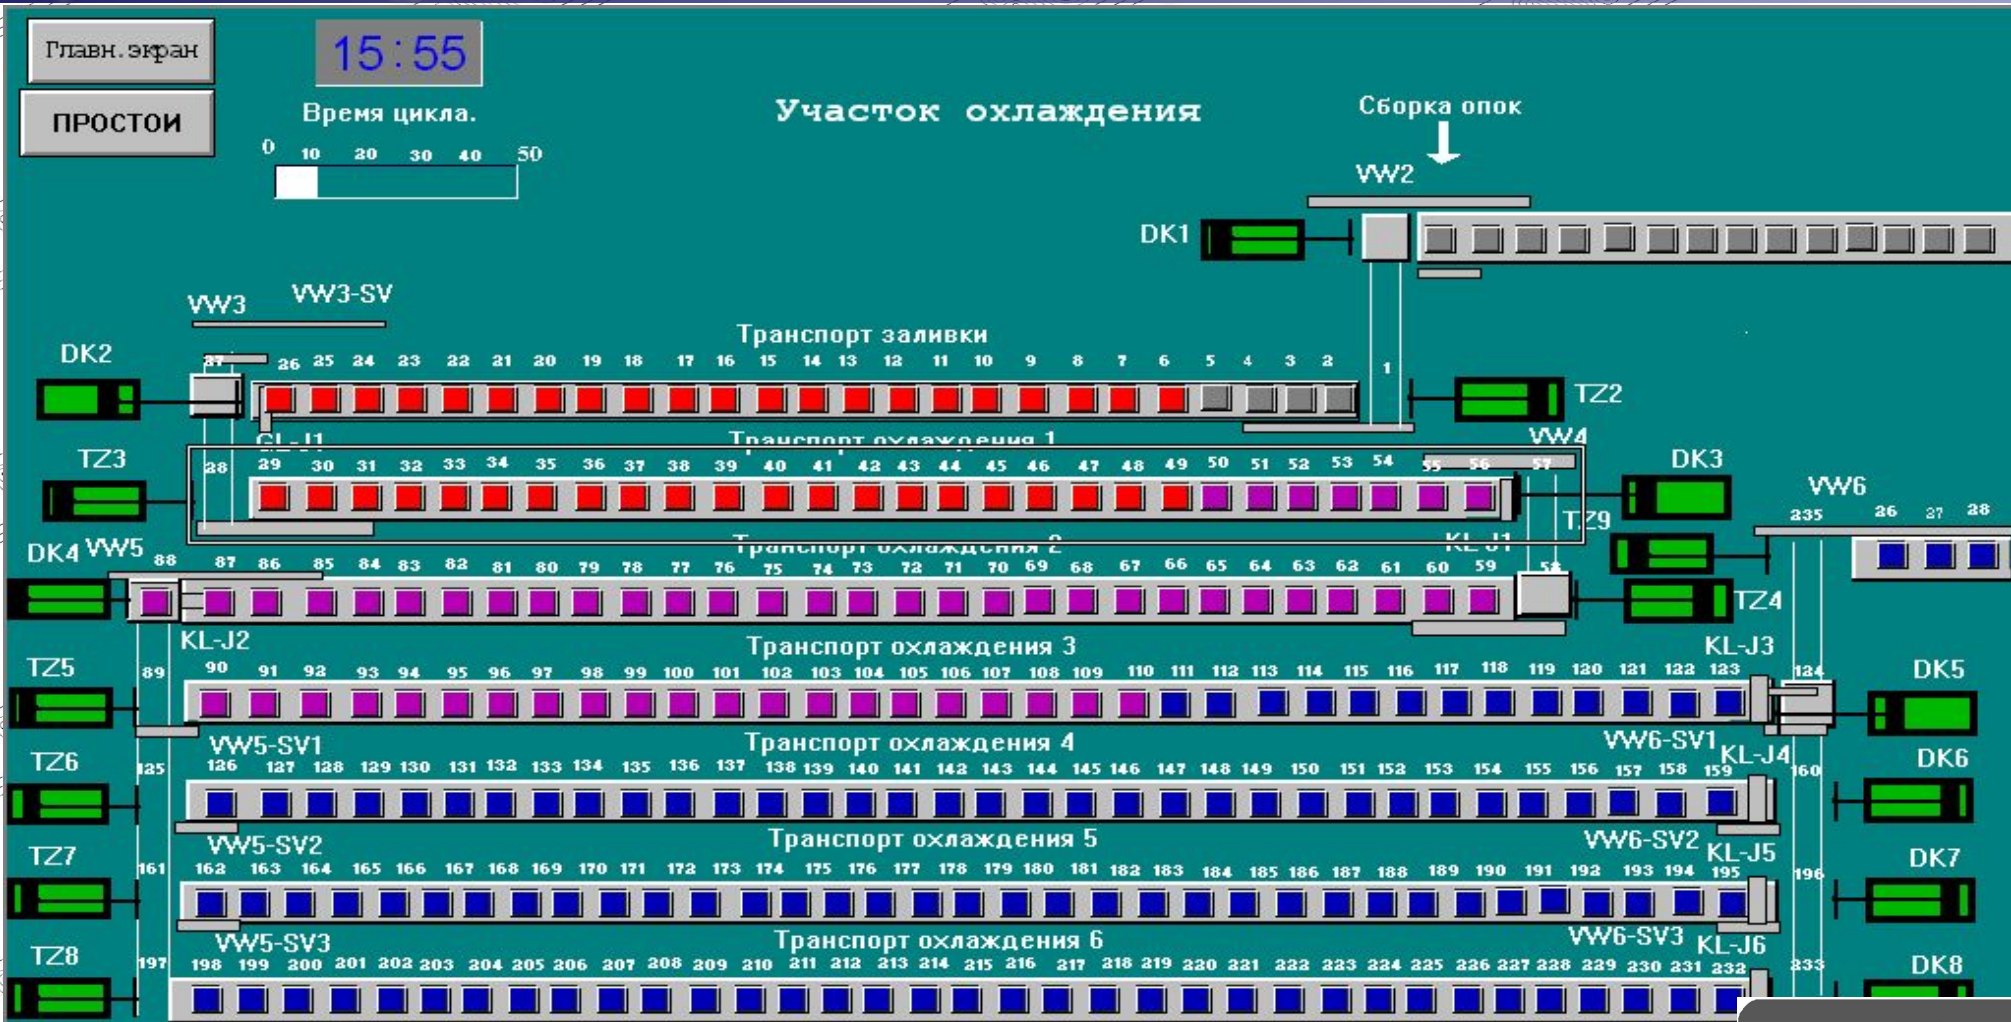 Главн.экран
15:55
ПРОСТОИ
Время цикла.
0 10 20 30 40 50
Участок охлаждения
Сборка опок
VW2
DK1
VW3 VW3-SV
Транспорт заливки
DK2
27 26 25 24 23 22 21 20 19 18 17 16 15 14 13 12 11 10 9 8 7 6 5 4 3 2 1
TZ2
GL-J1 Транспорт охлаждения 1 VW4
TZ3 DK3
28 29 30 31 32 33 34 35 36 37 38 39 40 41 42 43 44 45 46 47 48 49 50 51 52 53 54 55 56 57
VW6
TZ9
235 26 27 28
DK4 VW5 Транспорт охлаждения 2 KL-J1
88 87 86 85 84 83 82 81 80 79 78 77 76 75 74 73 72 71 70 69 68 67 66 65 64 63 62 61 60 59 58
TZ4
KL-J2 Транспорт охлаждения 3 KL-J3
TZ5 DK5
89 90 91 92 93 94 95 96 97 98 99 100 101 102 103 104 105 106 107 108 109 110 111 112 113 114 115 116 117 118 119 120 121 122 123 124
VW5-SV1 Транспорт охлаждения 4 VW6-SV1 KL-J4
TZ6 DK6
125 126 127 128 129 130 131 132 133 134 135 136 137 138 139 140 141 142 143 144 145 146 147 148 149 150 151 152 153 154 155 156 157 158 159 160
VW5-SV2 Транспорт охлаждения 5 VW6-SV2 KL-J5
TZ7 DK7
161 162 163 164 165 166 167 168 169 170 171 172 173 174 175 176 177 178 179 180 181 182 183 184 185 186 187 188 189 190 191 192 193 194 195 196
VW5-SV3 Транспорт охлаждения 6 VW6-SV3 KL-J6
TZ8 DK8
197 198 199 200 201 202 203 204 205 206 207 208 209 210 211 212 213 214 215 216 217 218 219 220 221 222 223 224 225 226 227 228 229 230 231 232 233